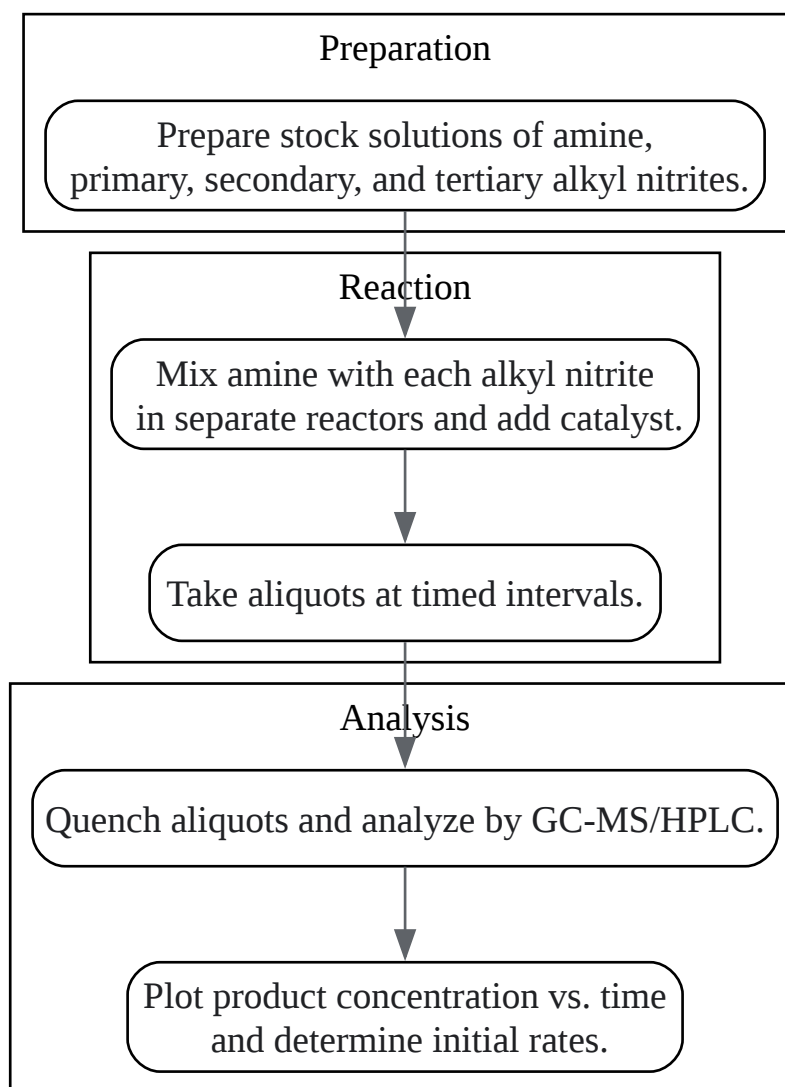 Preparation
Prepare stock solutions of amine,
primary, secondary, and tertiary alkyl nitrites.
Reaction
Mix amine with each alkyl nitrite
in separate reactors and add catalyst.
Take aliquots at timed intervals.
Analysis
Quench aliquots and analyze by GC-MS/HPLC.
Plot product concentration vs. time
and determine initial rates.